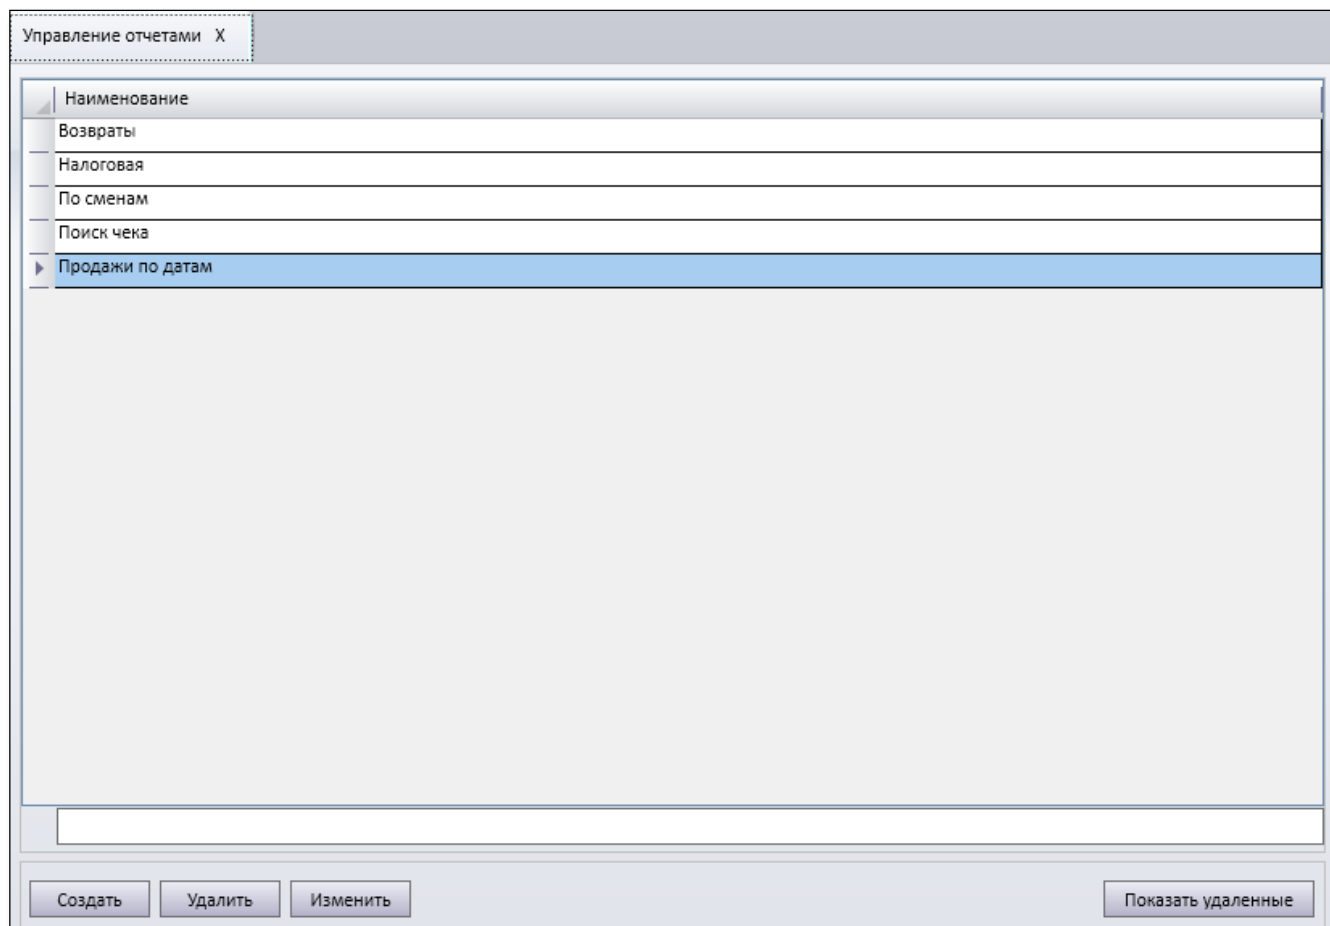 Управление отчетами X
Наименование
Возвраты
Налоговая
По сменам
Поиск чека
Продажи по датам
Создать Удалить Изменить Показать удаленные